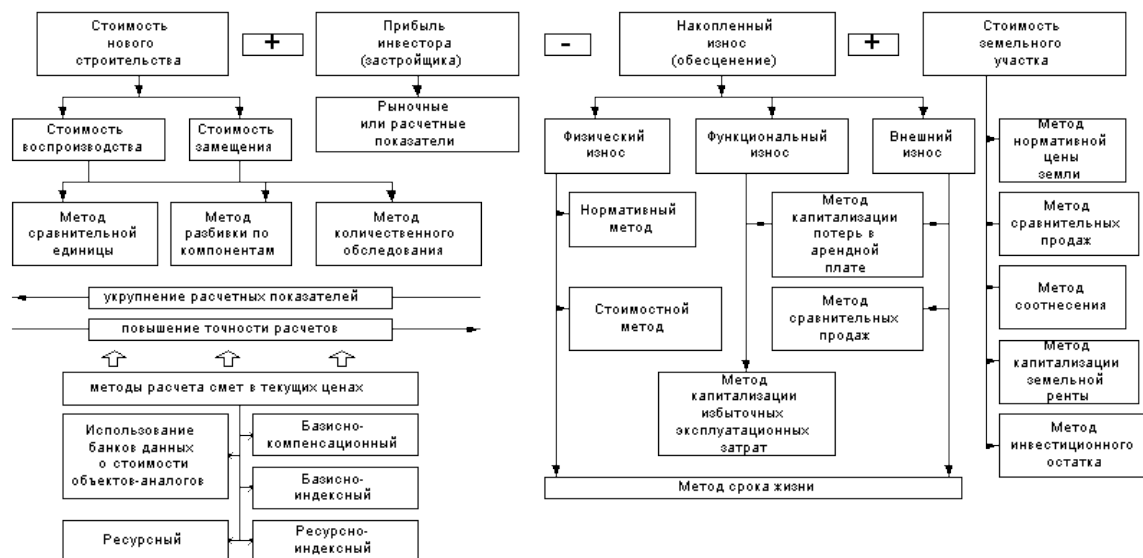 Стоимость
нового
строительства
+
Прибыль
инвестора
(застройщика)
-
Накопленный
износ
(обесценение)
+
Стоимость
земельного
участка
Стоимость
воспроизводства
Стоимость
замещения
Рыночные
или расчетные
показатели
Физический
износ
Функциональный
износ
Внешний
износ
Метод
нормативной
цены
земли
Метод
сравнительной
единицы
Метод
разбивки по
компонентам
Метод
количественного
обследования
Нормативный
метод
Метод
капитализации
потерь в
арендной
плате
Метод
сравнительных
продаж
укрупнение расчетных показателей
повышение точности расчетов
Стоимостной
метод
Метод
сравнительных
продаж
Метод
соотнесения
методы расчета смет в текущих ценах
Метод
капитализации
избыточных
эксплуатационных
затрат
Метод
капитализации
земельной
ренты
Использование
банков данных
о стоимости
объектов-аналогов
Базисно-
компенсационный
Базисно-
индексный
Метод
инвестиционного
остатка
Метод срока жизни
Ресурсный
Ресурсно-
индексный